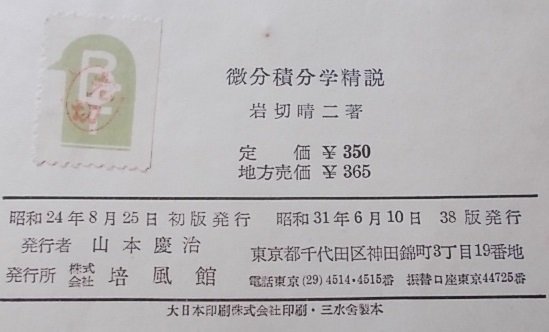 岩切
微分積分学精説
岩切晴二著
定価 ¥350
地方売価 ¥365
昭和24年8月25日 初版発行 昭和31年6月10日 38版発行
発行者 山本慶治 東京都千代田区神田錦町3丁目19番地
発行所 株式会社 培風館 電話東京(29)4514・4515番 振替口座東京44725番
大日本印刷株式会社印刷・三水舎製本